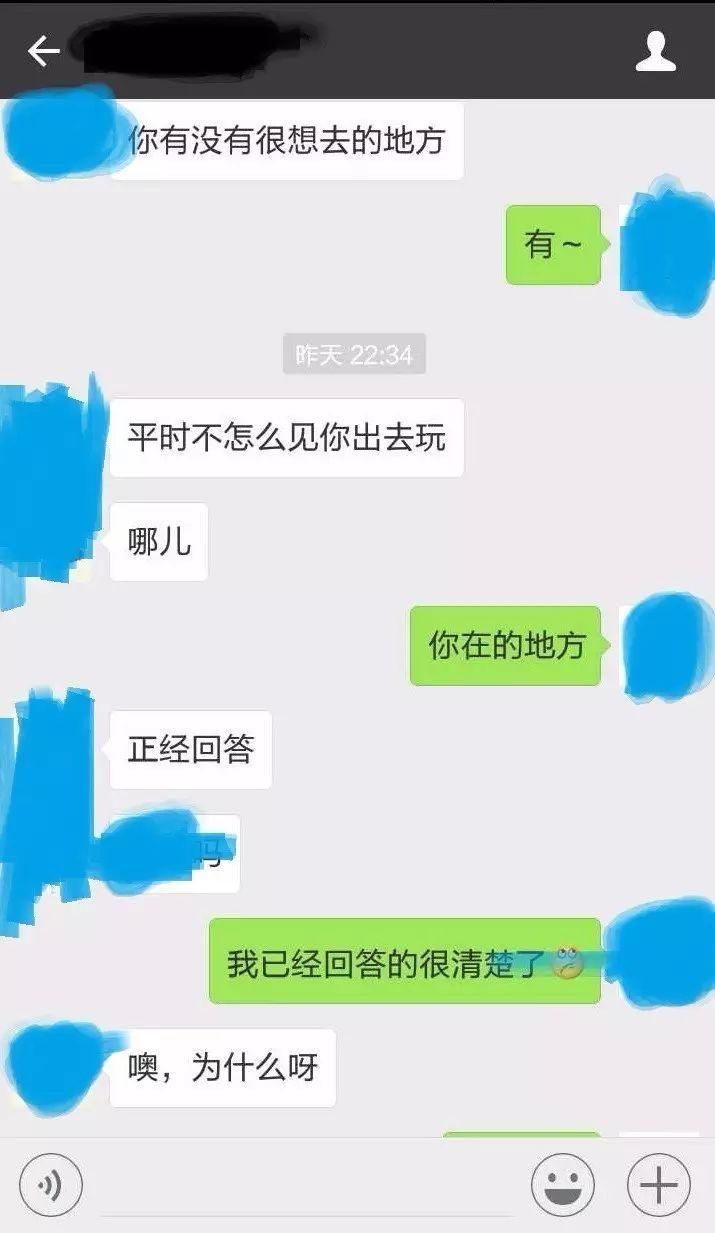 你有没有很想去的地方
有~
昨天 22:34
平时不怎么见你出去玩
哪儿
你在的地方
正经回答
吗
我已经回答的很清楚了
噢，为什么呀